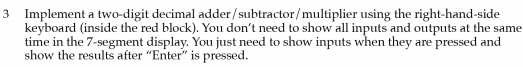 3 Implement a two-digit decimal adder/subtractor/multiplier using the right-hand-side
keyboard (inside the red block). You don't need to show all inputs and outputs at the same
time in the 7-segment display. You just need to show inputs when they are pressed and
show the results after "Enter" is pressed.